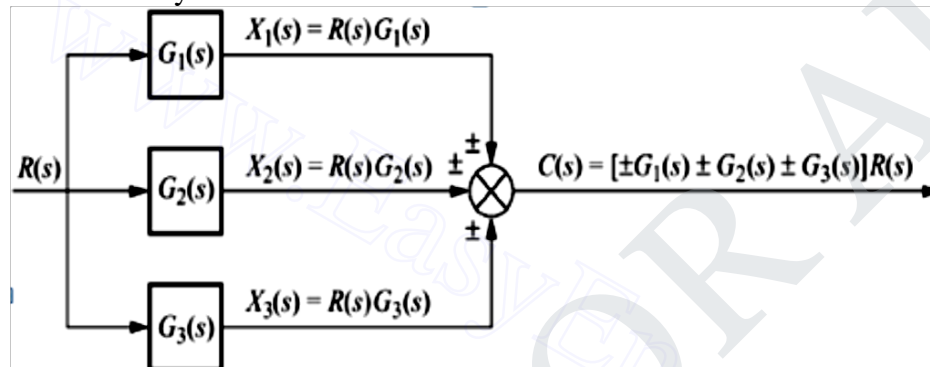 G₁(s)
X₁(s) = R(s)G₁(s)
±
R(s)
G₂(s)
X₂(s) = R(s)G₂(s)
±
C(s) = [±G₁(s) ± G₂(s) ± G₃(s)]R(s)
±
G₃(s)
X₃(s) = R(s)G₃(s)